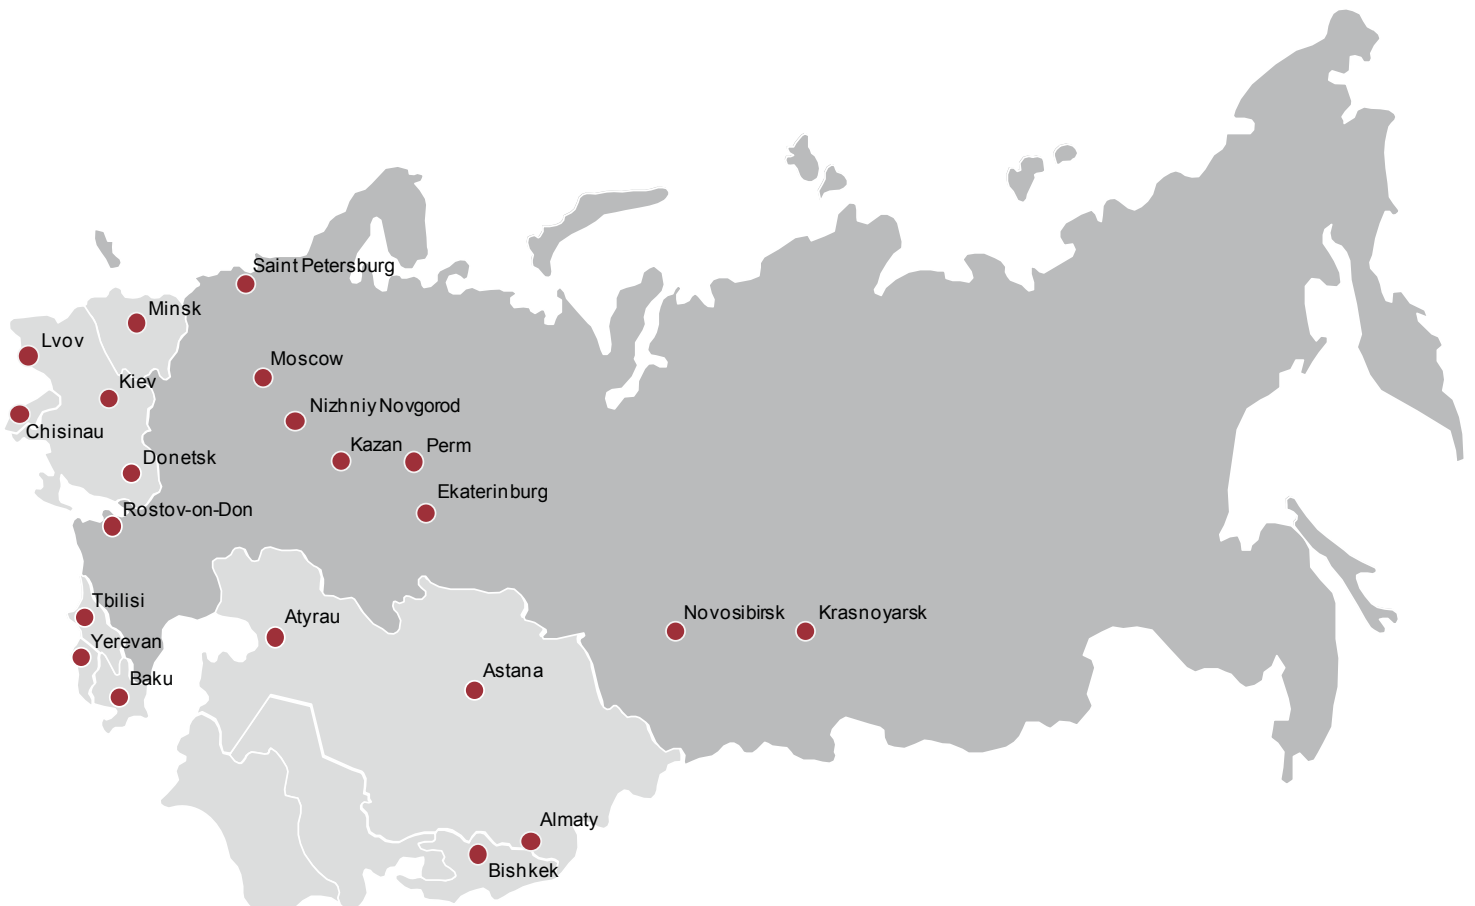 Saint Petersburg
Minsk
Lvov
Moscow
Kiev
Nizhniy Novgorod
Chisinau
Kazan
Perm
Donetsk
Ekaterinburg
Rostov-on-Don
Tbilisi
Atyrau
Novosibirsk
Krasnoyarsk
Yerevan
Astana
Baku
Almaty
Bishkek